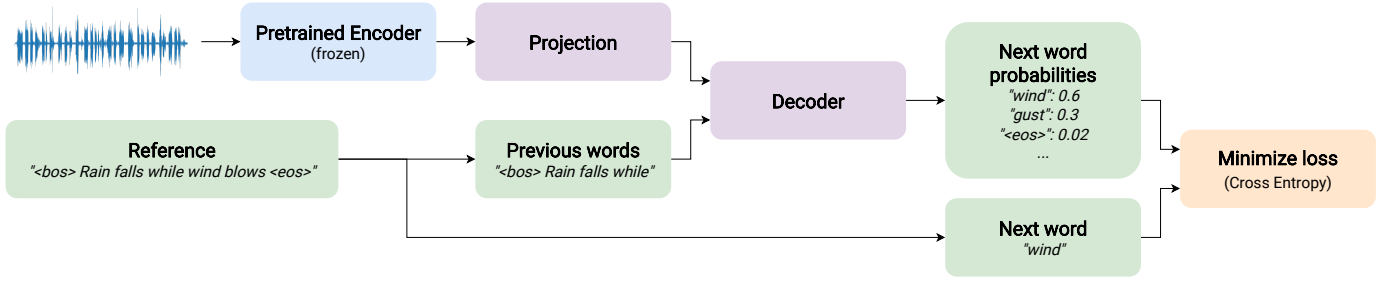 Pretrained Encoder
(frozen)
Projection
Decoder
Next word
probabilities
"wind": 0.6
"gust": 0.3
"<eos>": 0.02
...
Reference
"<bos> Rain falls while wind blows <eos>"
Previous words
"<bos> Rain falls while"
Minimize loss
(Cross Entropy)
Next word
"wind"